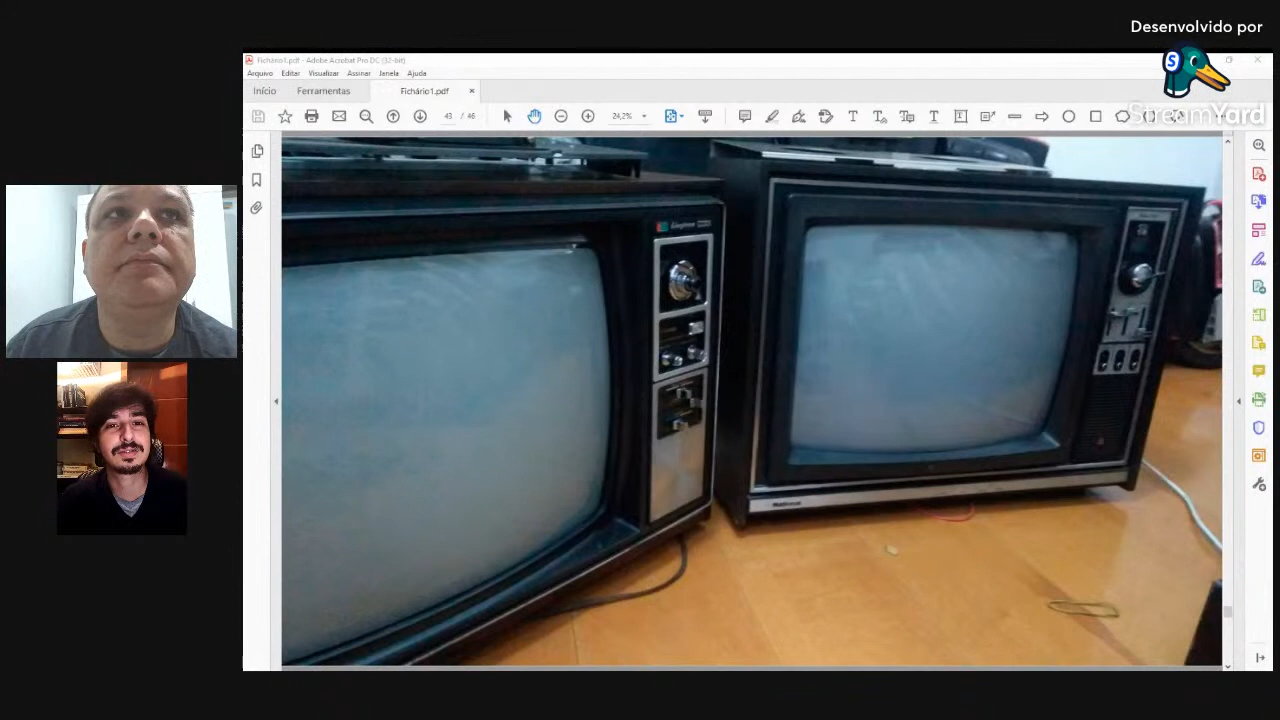 Desenvolvido por
Fichário1.pdf - Adobe Acrobat Pro DC (32-bit)
Arquivo Editar Visualizar Assinar Janela Ajuda
Início Ferramentas Fichário1.pdf ×
43 / 46 24,2%
StreamYard
S
National